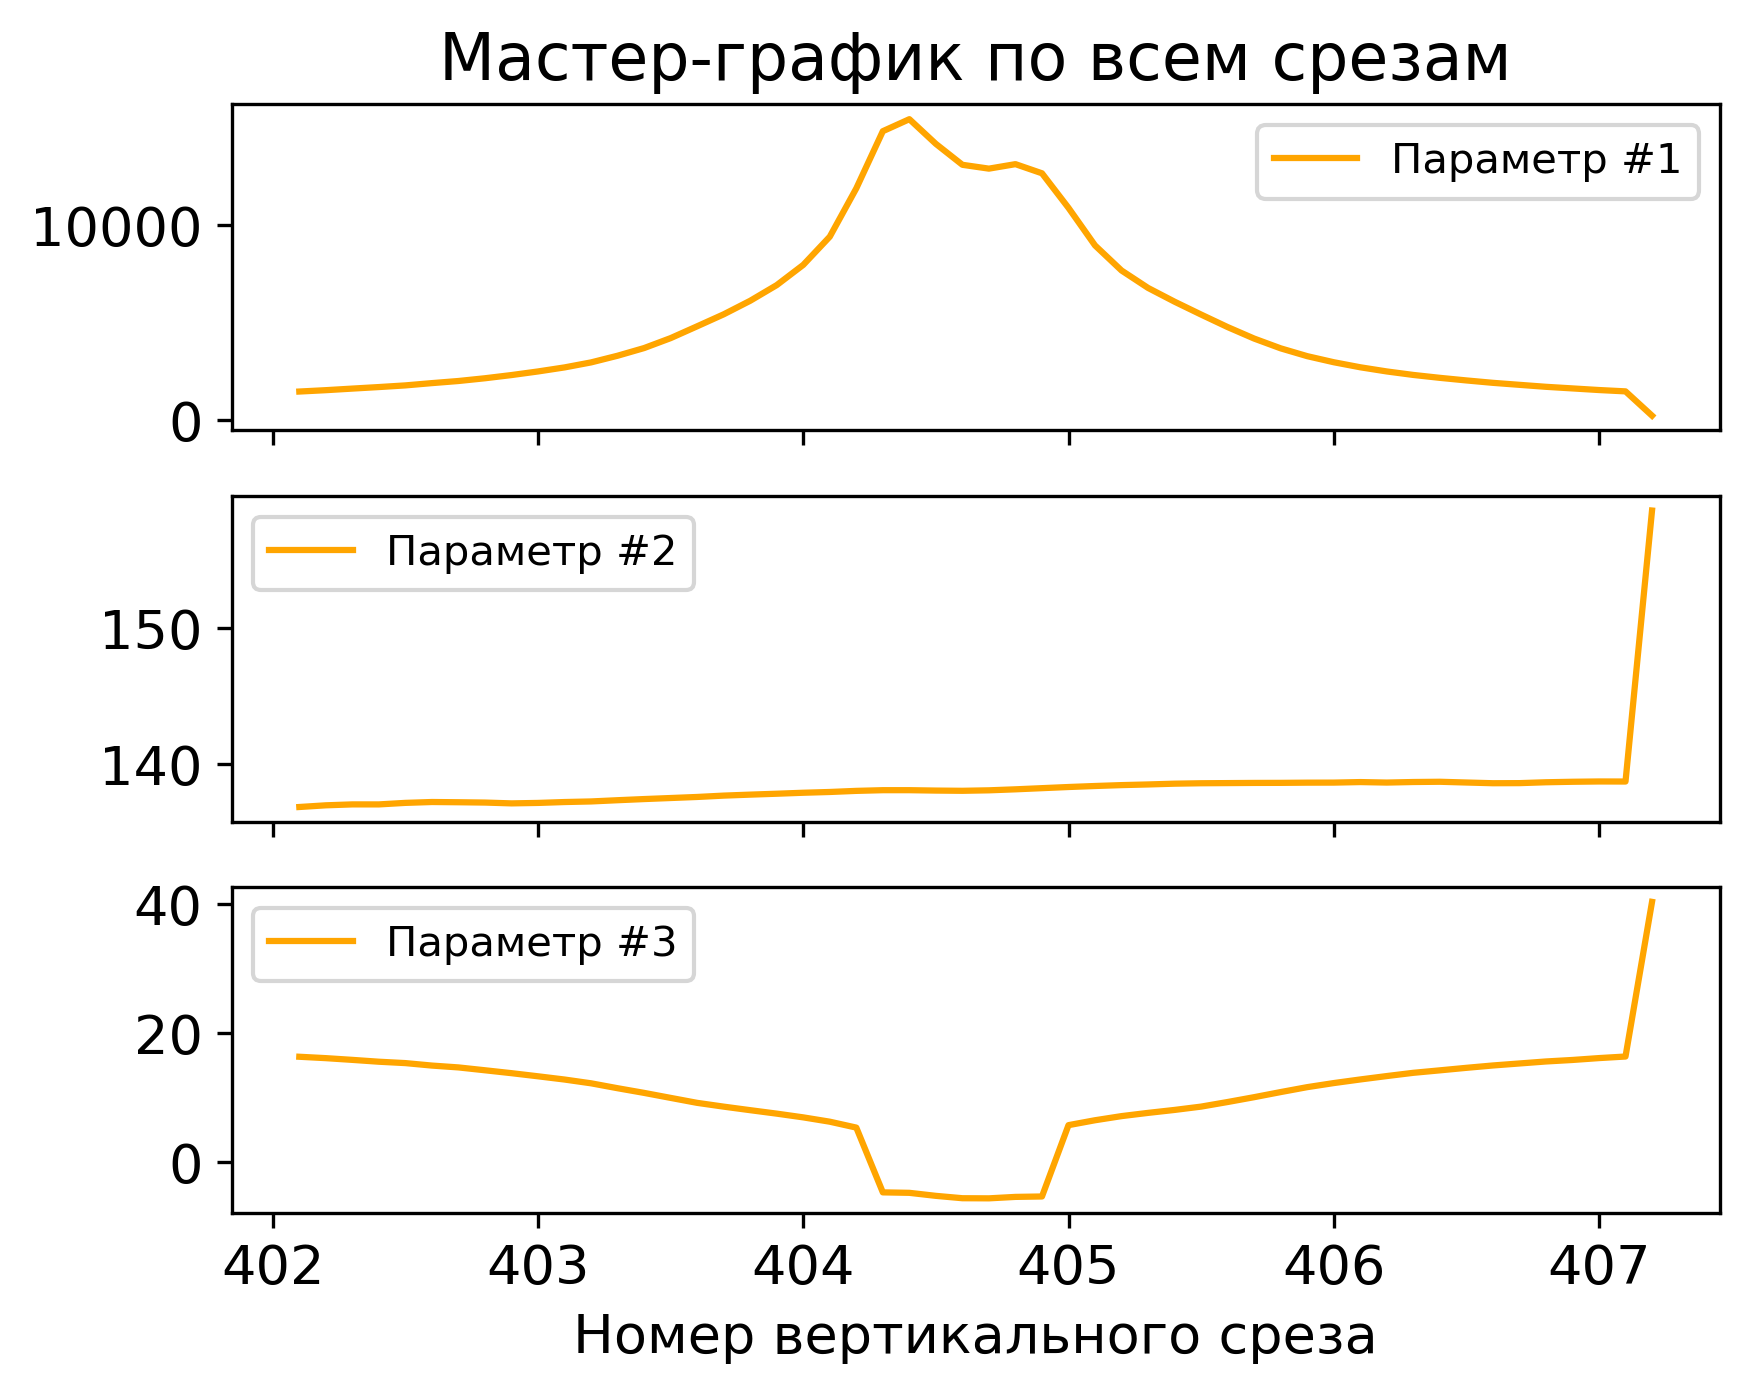 Мастер-график по всем срезам
Параметр #1
10000
0
Параметр #2
150
140
Параметр #3
40
20
0
402 403 404 405 406 407
Номер вертикального среза